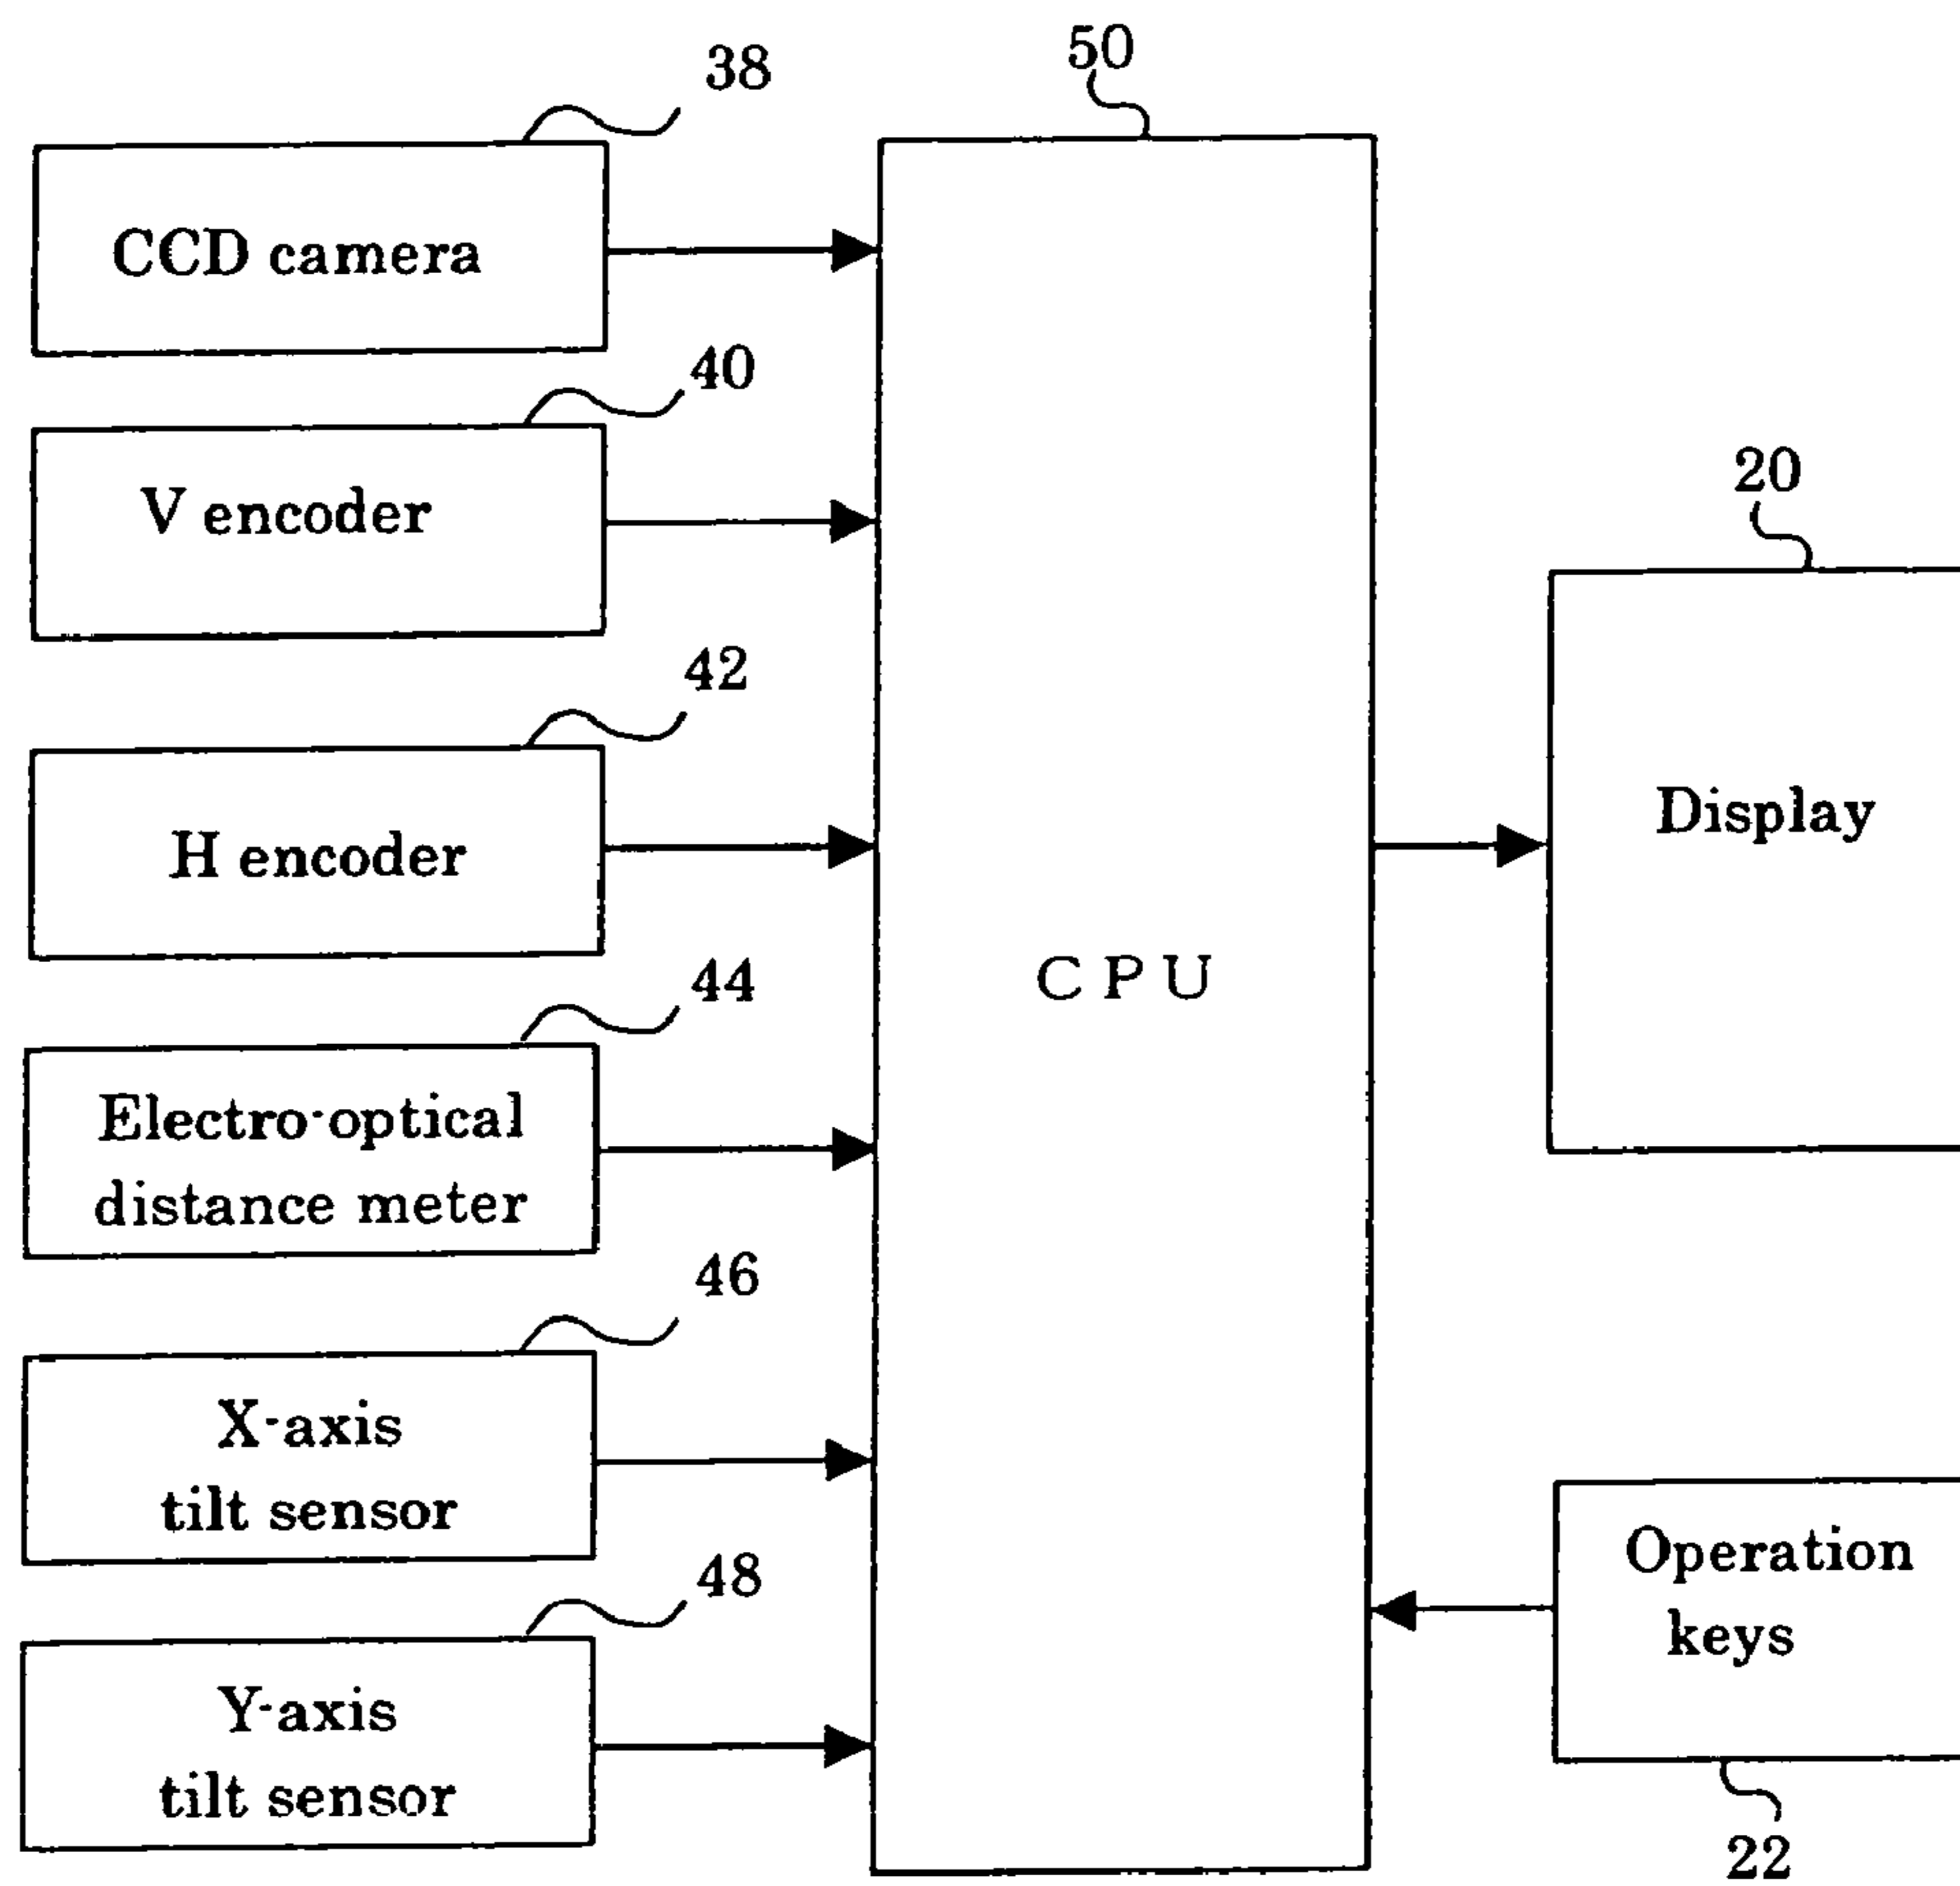 38
50
CCD camera
40
V encoder
20
42
H encoder
Display
44
CPU
Electro-optical
distance meter
46
X-axis
tilt sensor
Operation
keys
48
Y-axis
tilt sensor
22